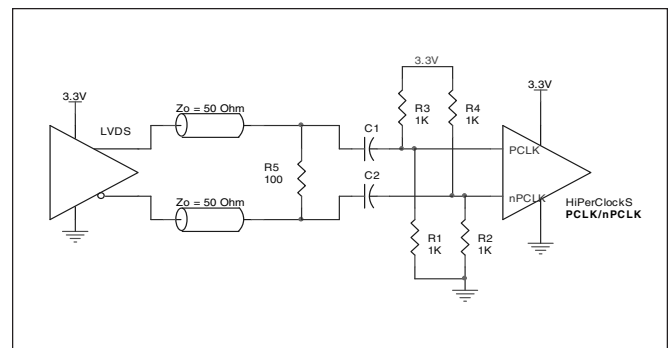 3.3V
3.3V
3.3V
LVDS
Zo = 50 Ohm
C1
R3
1K
R4
1K
PCLK
R5
100
C2
nPCLK
Zo = 50 Ohm
HiPerClockS
PCLK/nPCLK
R1
1K
R2
1K